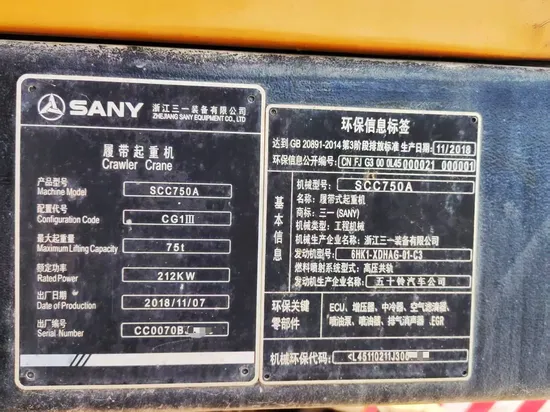 SANY 浙江三一装备有限公司
ZHEJIANG SANY EQUIPMENT CO., LTD
履带起重机
Crawler Crane
产品型号
Machine Model
SCC750A
配置代号
Configuration Code
CG1Ⅲ
最大起重量
Maximum Lifting Capacity
75t
额定功率
Rated Power
212KW
出厂日期
Date of Production
2018/11/07
出厂编号
Serial Number
CC0070B
环保信息标签
达到 GB 20891-2014 第3阶段排放标准 生产日期: 11/2018
环保信息公开编号: CN FJ G3 00 0L45 000021 000001
基本信息
机械型号: SCC750A
名称: 履带式起重机
商标: 三一 (SANY)
机械类型: 工程机械
机械生产企业名称: 浙江三一装备有限公司
发动机型号: 6HK1-XDHAG-01-C3
燃料喷射系统型式: 高压共轨
发动机生产企业名称: 五十铃汽车公司
环保关键零部件
ECU、增压器、中冷器、空气滤清器、
喷油泵、喷油器、排气消声器、EGR
机械环保代码: <L45110211J300